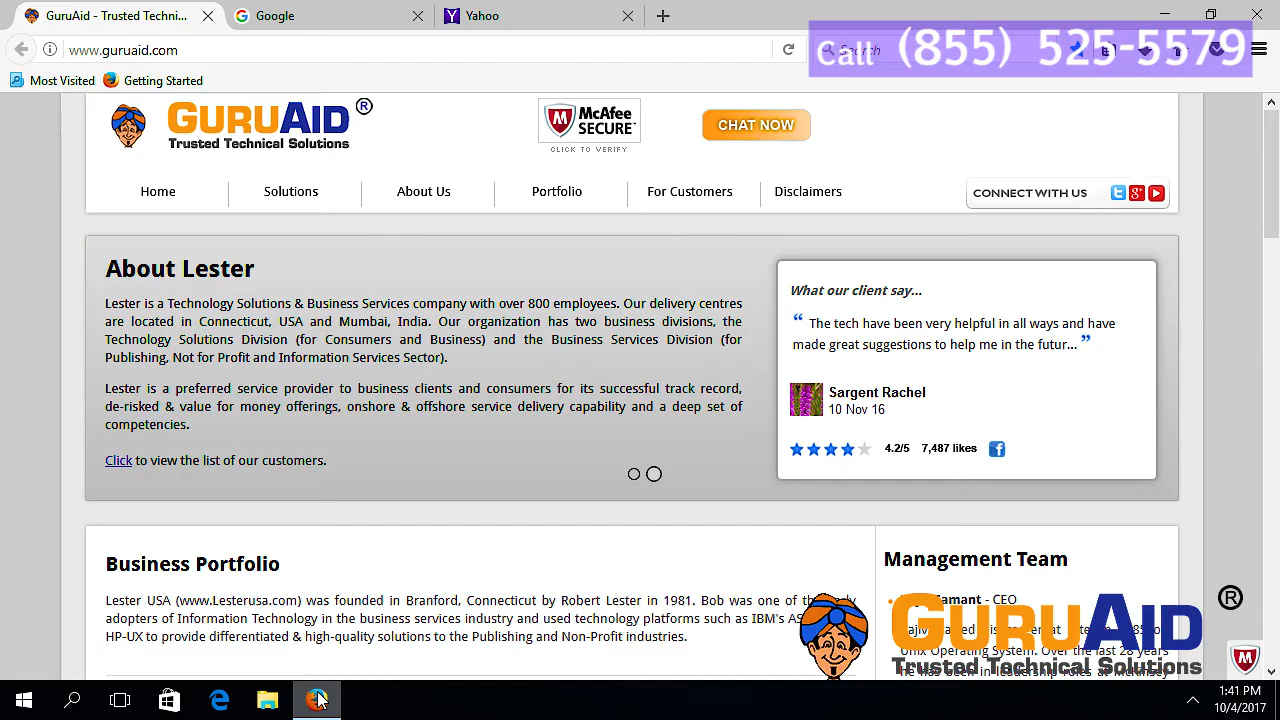 GuruAid - Trusted Techni...
Google
Yahoo
www.guruaid.com
Search
Call (855) 525-5579
Most Visited
Getting Started
GURUAID ®
Trusted Technical Solutions
McAfee
SECURE™
CLICK TO VERIFY
CHAT NOW
Home
Solutions
About Us
Portfolio
For Customers
Disclaimers
CONNECT WITH US
About Lester
Lester is a Technology Solutions & Business Services company with over 800 employees. Our delivery centres
are located in Connecticut, USA and Mumbai, India. Our organization has two business divisions, the
Technology Solutions Division (for Consumers and Business) and the Business Services Division (for
Publishing, Not for Profit and Information Services Sector).
Lester is a preferred service provider to business clients and consumers for its successful track record,
de-risked & value for money offerings, onshore & offshore service delivery capability and a deep set of
competencies.
Click to view the list of our customers.
What our client say...
“ The tech have been very helpful in all ways and have
made great suggestions to help me in the futur... ”
Sargent Rachel
10 Nov 16
4.2/5 7,487 likes
Business Portfolio
Lester USA (www.Lesterusa.com) was founded in Branford, Connecticut by Robert Lester in 1981. Bob was one of the
adopters of Information Technology in the business services industry and used technology platforms such as IBM's
HP-UX to provide differentiated & high-quality solutions to the Publishing and Non-Profit industries.
Management Team
- CEO
Unix Operating System. Over the last 28 years
he has been in leadership roles at McKinsey
GURUAID ®
Trusted Technical Solutions
1:41 PM
10/4/2017